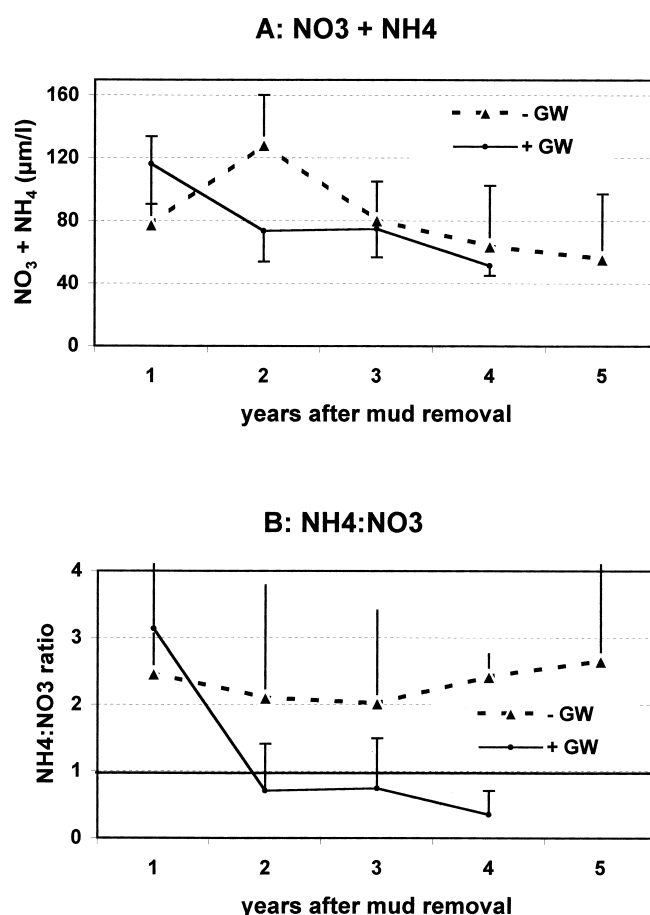 A: NO3 + NH4
NO3 + NH4 (µm/l)
160
120
80
40
0
- GW
+ GW
1 2 3 4 5
years after mud removal
B: NH4:NO3
NH4:NO3 ratio
4
3
2
1
0
- GW
+ GW
1 2 3 4 5
years after mud removal